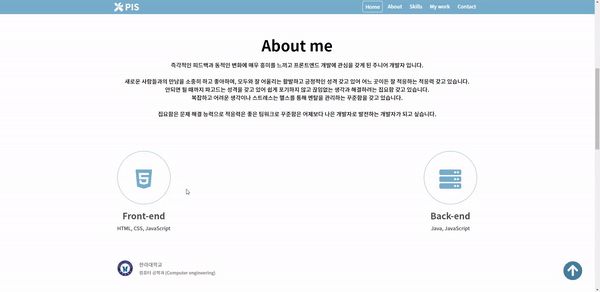 PIS
Home About Skills My work Contact
About me
즉각적인 피드백과 동적인 변화에 매우 흥미를 느끼고 프론트엔드 개발에 관심을 갖게 된 주니어 개발자 입니다.
새로운 사람들과의 만남을 소중히 하고 좋아하며, 모두와 잘 어울리는 활발하고 긍정적인 성격 갖고 있어 어느 곳이든 잘 적응하는 적응력 갖고 있습니다.
안되면 될 때까지 파고드는 성격을 갖고 있어 쉽게 포기하지 않고 끊임없는 생각과 해결하려는 집요함 갖고 있습니다.
복잡하고 어려운 생각이나 스트레스는 헬스를 통해 멘탈을 관리하는 꾸준함을 갖고 있습니다.
집요함은 문제 해결 능력으로 적응력은 좋은 팀워크로 꾸준함은 어제보다 나은 개발자로 발전하는 개발자가 되고 싶습니다.
Front-end
HTML, CSS, JavaScript
Back-end
Java, JavaScript
한라대학교
컴퓨터 공학과 (Computer engineering)